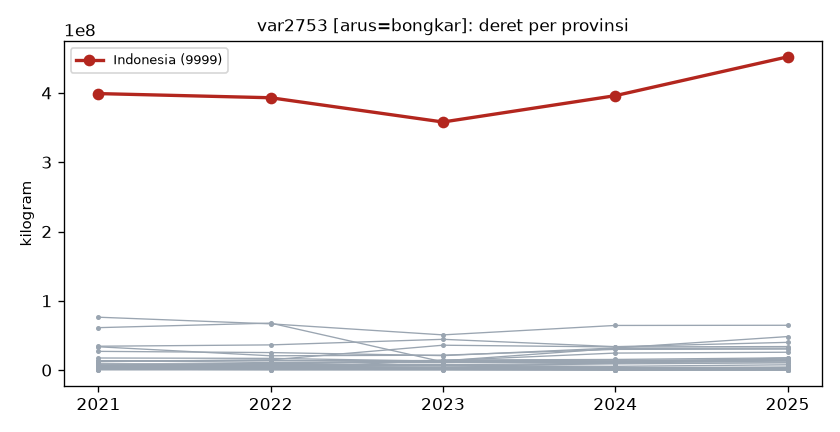 var2753 [arus=bongkar]: deret per provinsi
1e8
Indonesia (9999)
4
3
2
1
0
kilogram
2021 2022 2023 2024 2025